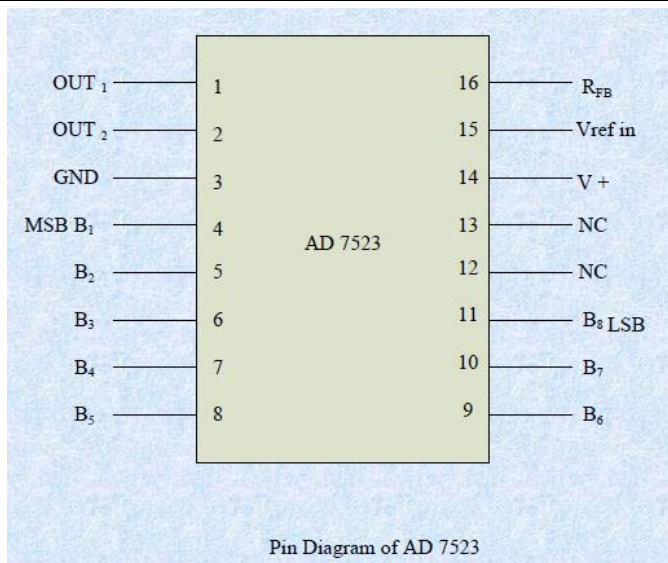 OUT 1 1 16 RFB
OUT 2 2 15 Vref in
GND 3 14 V +
MSB B1 4 13 NC
AD 7523
B2 5 12 NC
B3 6 11 B8 LSB
B4 7 10 B7
B5 8 9 B6
Pin Diagram of AD 7523